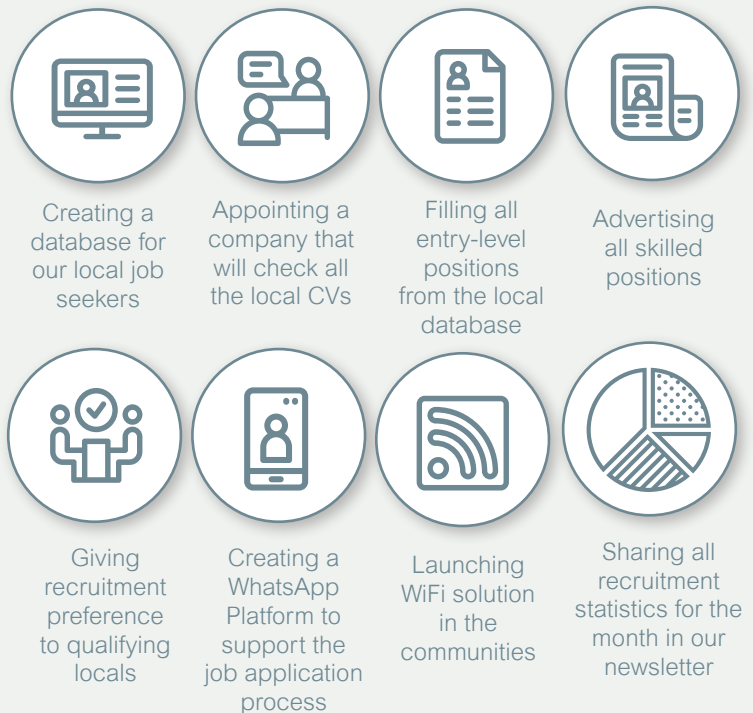 Creating a
database for
our local job
seekers
Appointing a
company that
will check all
the local CVs
Filling all
entry-level
positions
from the local
database
Advertising
all skilled
positions
Giving
recruitment
preference
to qualifying
locals
Creating a
WhatsApp
Platform to
support the
job application
process
Launching
WiFi solution
in the
communities
Sharing all
recruitment
statistics for the
month in our
newsletter